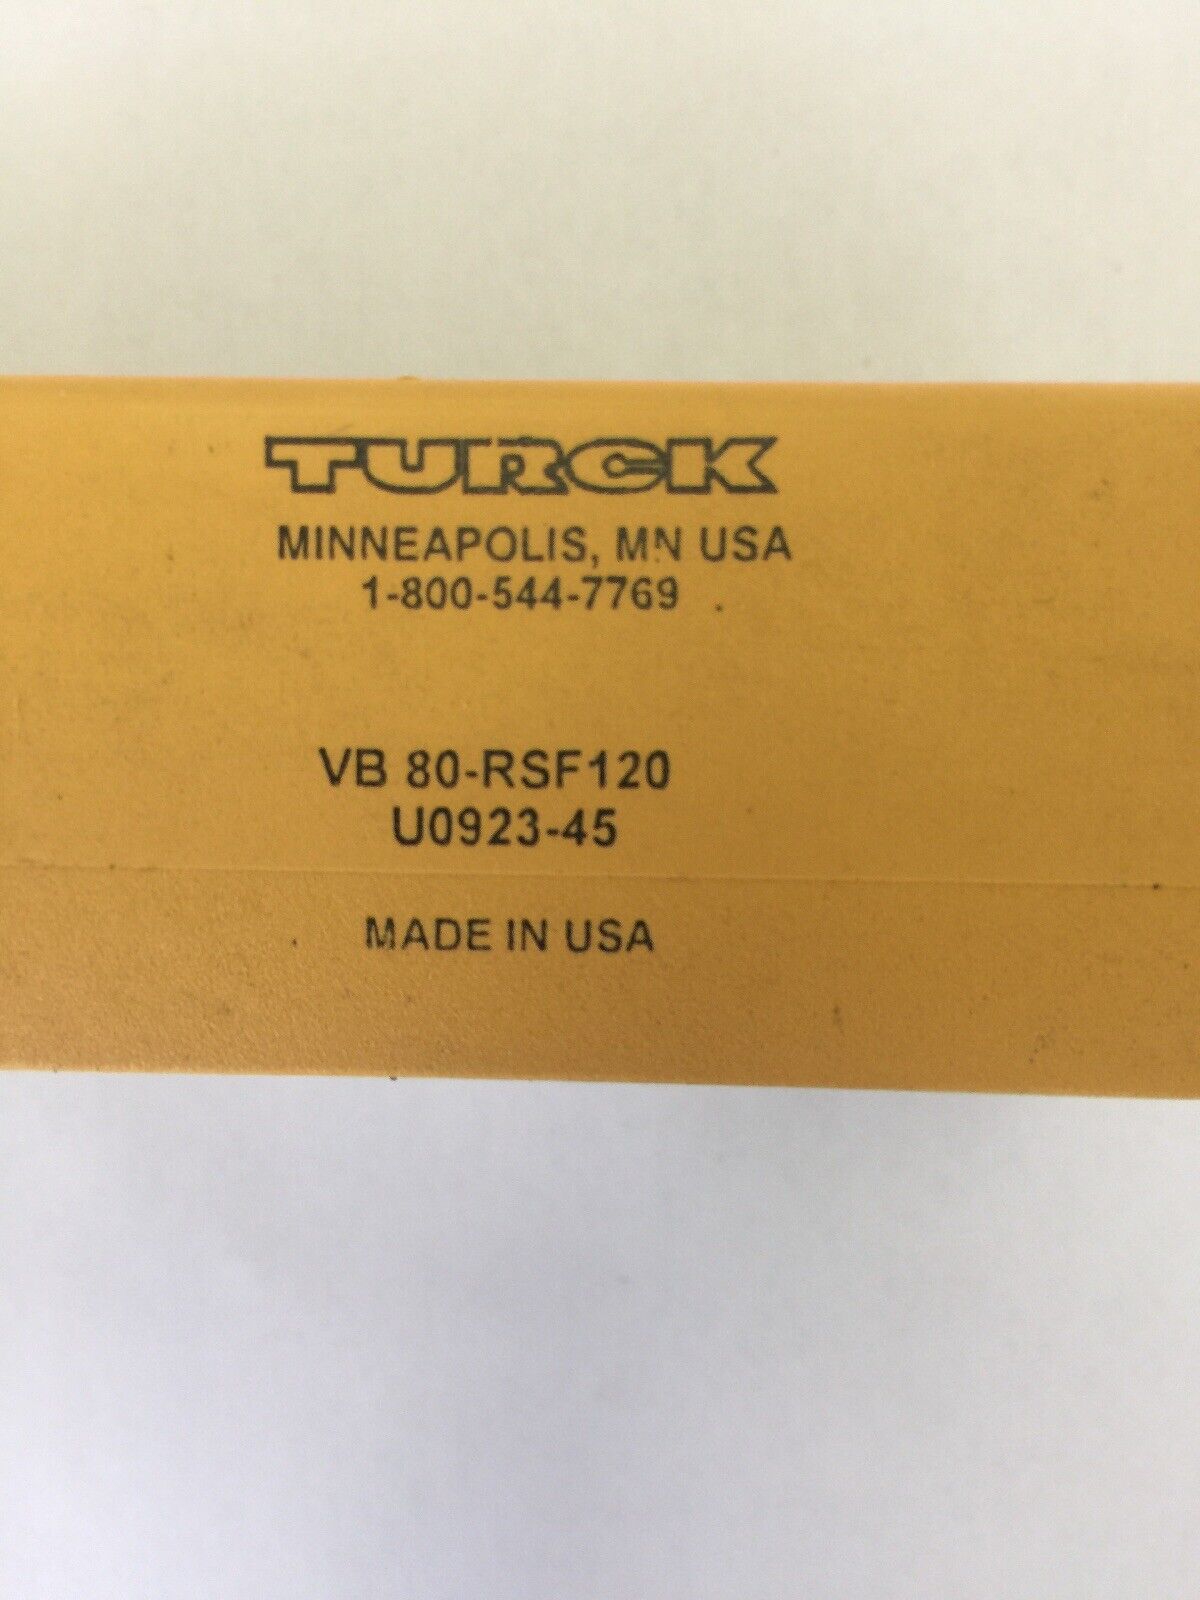 TURCK
MINNEAPOLIS, MN USA
1-800-544-7769
VB 80-RSF120
U0923-45
MADE IN USA